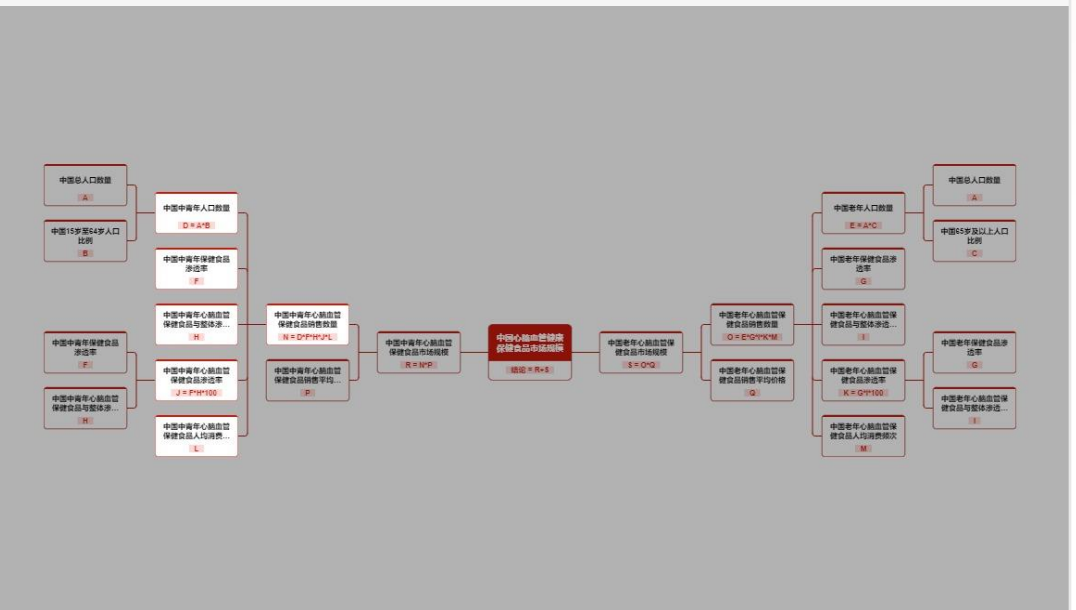 中国总人口数量
A
中国15岁至64岁人口
比例
B
中国中青年保健食品
渗透率
F
中国中青年心脑血管
保健食品与整体渗…
H
中国中青年人口数量
D = A*B
中国中青年保健食品
渗透率
F
中国中青年心脑血管
保健食品与整体渗…
H
中国中青年心脑血管
保健食品渗透率
J = F*H*100
中国中青年心脑血管
保健食品人均消费…
L
中国中青年心脑血管
保健食品销售数量
N = D*F*H*J*L
中国中青年心脑血管
保健食品销售平均…
P
中国中青年心脑血管
保健食品市场规模
R = N*P
中国心脑血管健康
保健食品市场规模
结论 = R+S
中国老年心脑血管保
健食品市场规模
S = O*Q
中国老年心脑血管保
健食品销售数量
O = E*G*I*K*M
中国老年心脑血管保
健食品销售平均价格
Q
中国老年人口数量
E = A*C
中国老年保健食品渗
透率
G
中国老年心脑血管保
健食品与整体渗透…
I
中国老年心脑血管保
健食品渗透率
K = G*I*100
中国老年心脑血管保
健食品人均消费频次
M
中国总人口数量
A
中国65岁及以上人口
比例
C
中国老年保健食品渗
透率
G
中国老年心脑血管保
健食品与整体渗透…
I